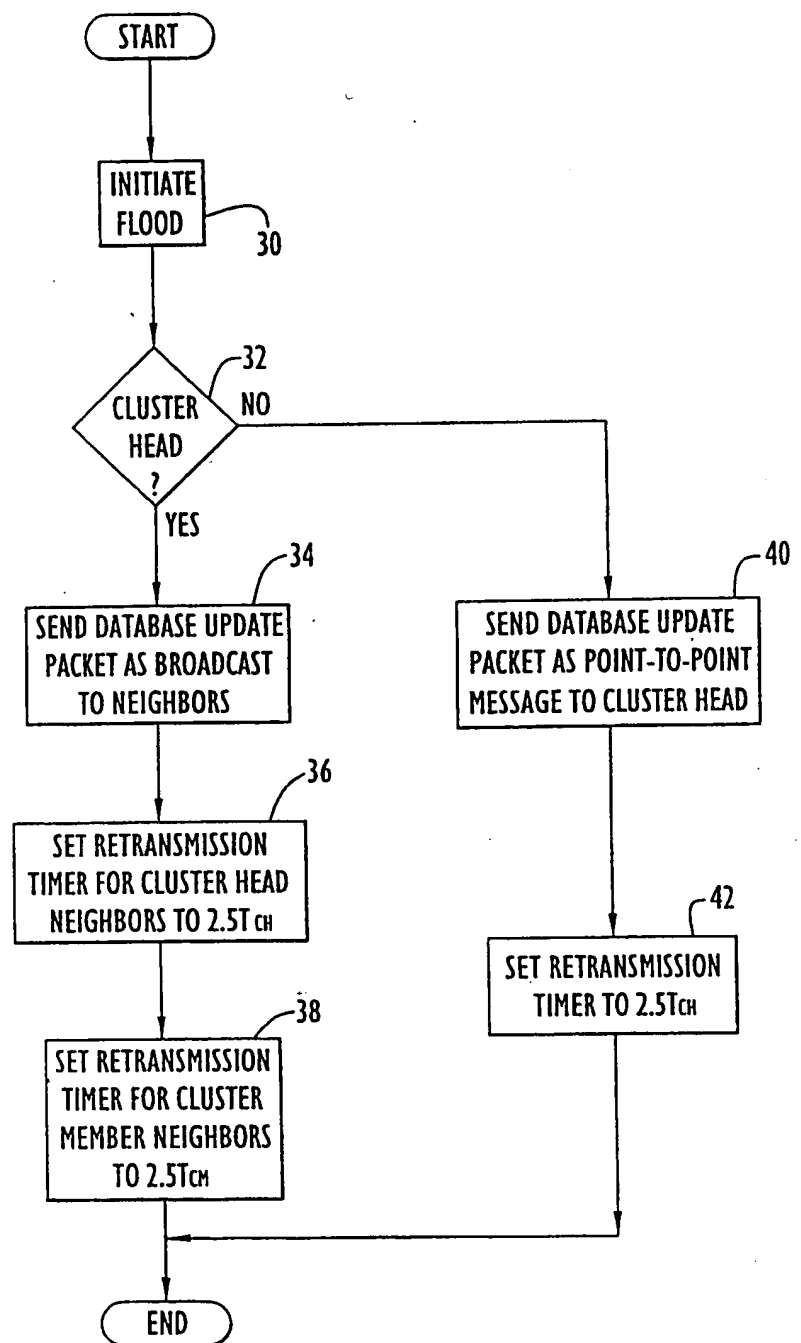 START
INITIATE
FLOOD
30
32
CLUSTER
HEAD
?
NO
YES
34
SEND DATABASE UPDATE
PACKET AS BROADCAST
TO NEIGHBORS
40
SEND DATABASE UPDATE
PACKET AS POINT-TO-POINT
MESSAGE TO CLUSTER HEAD
36
SET RETRANSMISSION
TIMER FOR CLUSTER HEAD
NEIGHBORS TO 2.5TCH
42
SET RETRANSMISSION
TIMER TO 2.5TCH
38
SET RETRANSMISSION
TIMER FOR CLUSTER
MEMBER NEIGHBORS
TO 2.5TCM
END